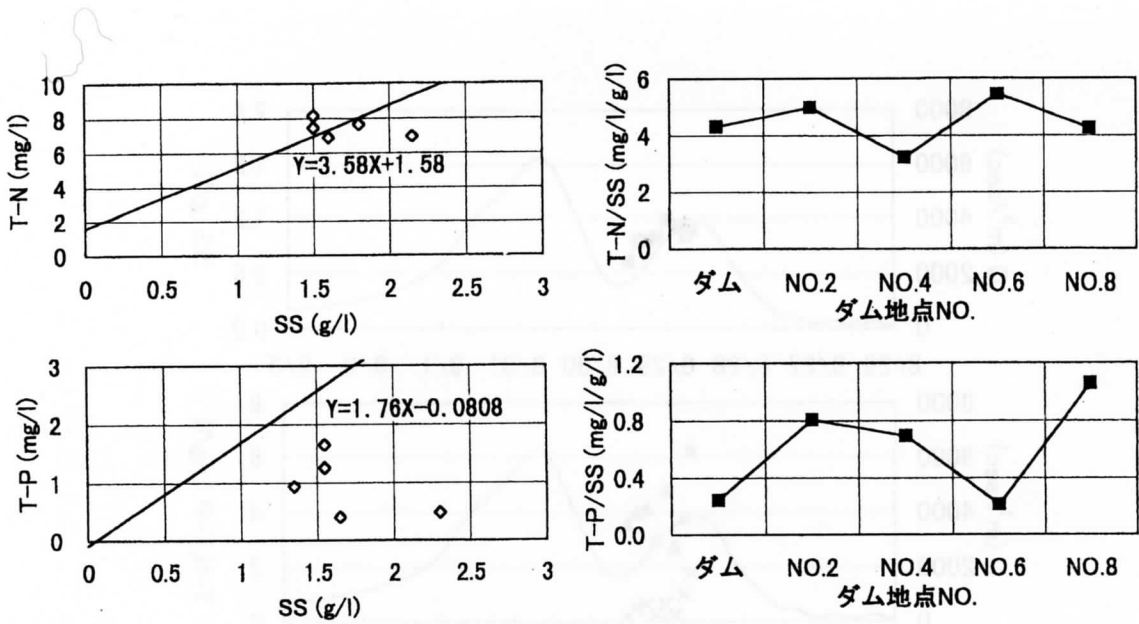 T-N (mg/l)
10
8
6
4
2
0
Y=3.58X+1.58
0 0.5 1 1.5 2 2.5 3
SS (g/l)
T-N/SS (mg/l/g/l)
6
4
2
0
ダム NO.2 NO.4 NO.6 NO.8
ダム地点NO.
T-P (mg/l)
3
2
1
0
Y=1.76X-0.0808
0 0.5 1 1.5 2 2.5 3
SS (g/l)
T-P/SS (mg/l/g/l)
1.2
0.8
0.4
0.0
ダム NO.2 NO.4 NO.6 NO.8
ダム地点NO.